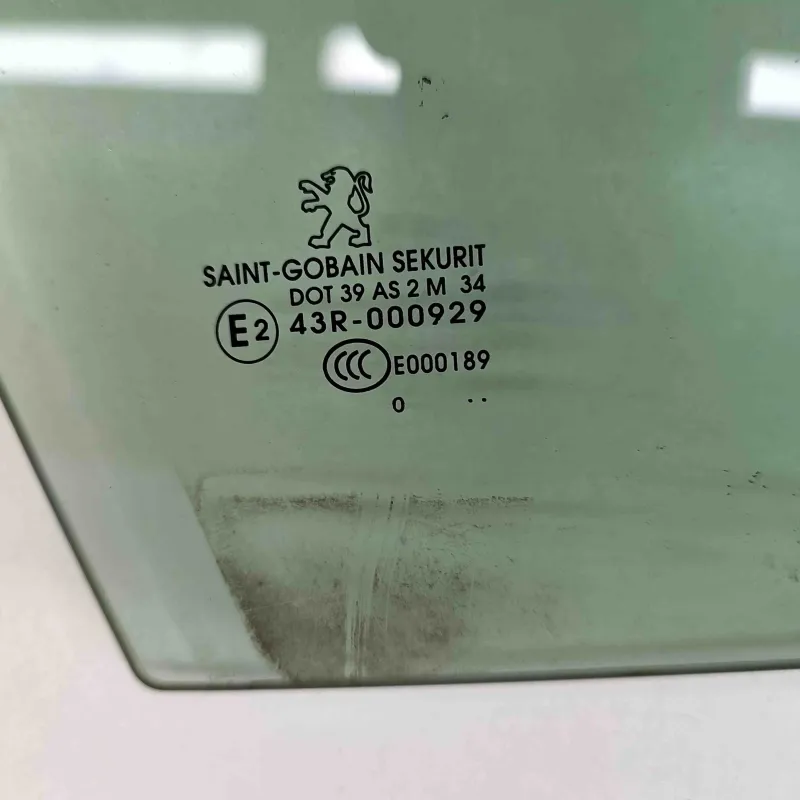 SAINT-GOBAIN SEKURIT
DOT 39 AS 2 M 34
E2 43R-000929
CCC E000189
0 ..